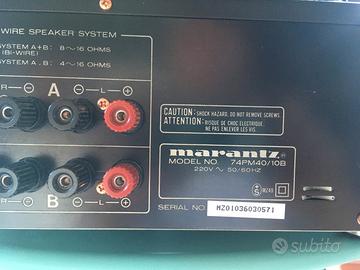 WIRE SPEAKER SYSTEM
SYSTEM A+B: 8~16 OHMS
(BI-WIRE)
SYSTEM A.B: 4~16 OHMS
R + A - L +
CAUTION: SHOCK HAZARD, DO NOT REMOVE SCREWS.
ATTENTION: RISQUE DE CHOC ELECTRIQUE,
NE PAS ENLEVER LES VIS.
marantz
MODEL NO. 74PM40/10B
220V ~ 50/60HZ
S
MZ40
SERIAL NO. MZ01036030571
+ B - L +
subito